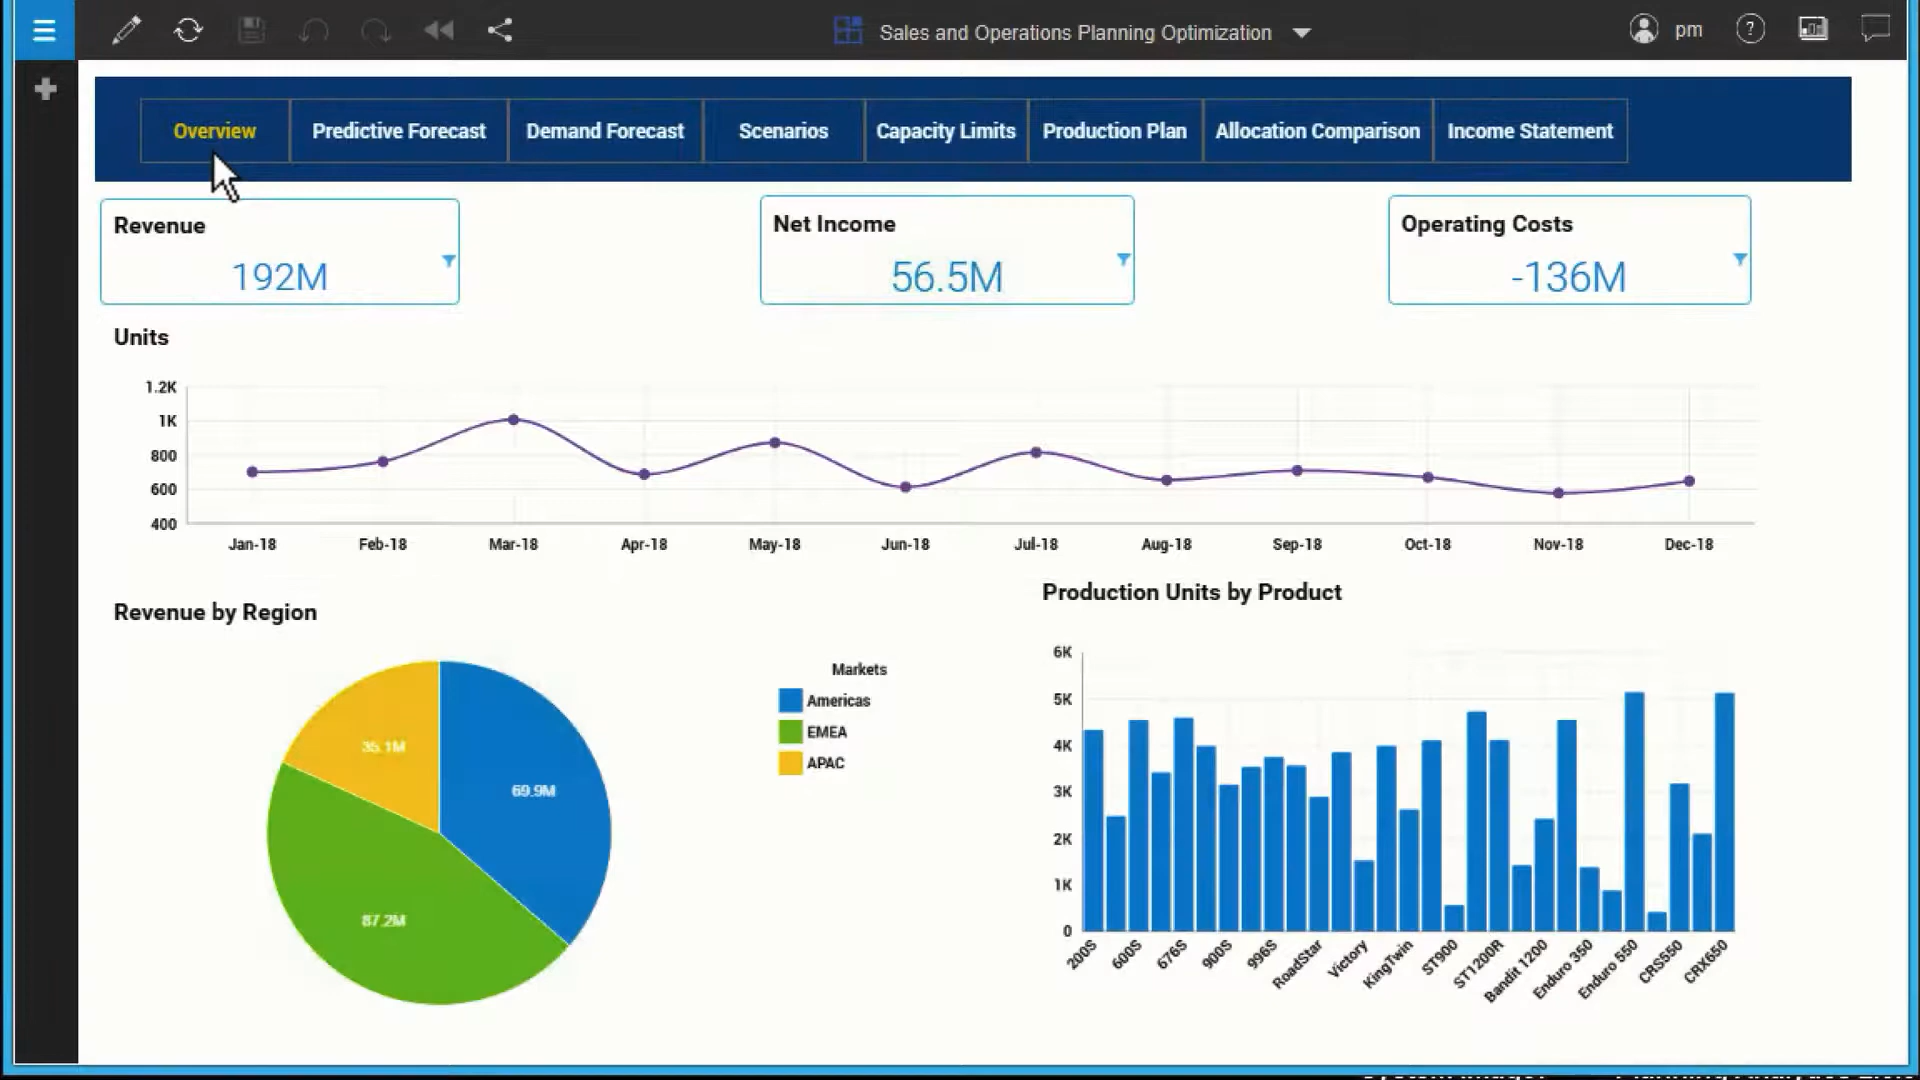 Sales and Operations Planning Optimization
pm
?
Overview
Predictive Forecast
Demand Forecast
Scenarios
Capacity Limits
Production Plan
Allocation Comparison
Income Statement
Revenue
192M
Net Income
56.5M
Operating Costs
-136M
Units
1.2K
1K
800
600
400
Jan-18
Feb-18
Mar-18
Apr-18
May-18
Jun-18
Jul-18
Aug-18
Sep-18
Oct-18
Nov-18
Dec-18
Revenue by Region
35.1M
69.9M
87.2M
Markets
Americas
EMEA
APAC
Production Units by Product
6K
5K
4K
3K
2K
1K
0
200S
600S
676S
900S
996S
RoadStar
Victory
KingTwin
ST900
ST1200R
Bandit 1200
Enduro 350
Enduro 550
CRS550
CRX650